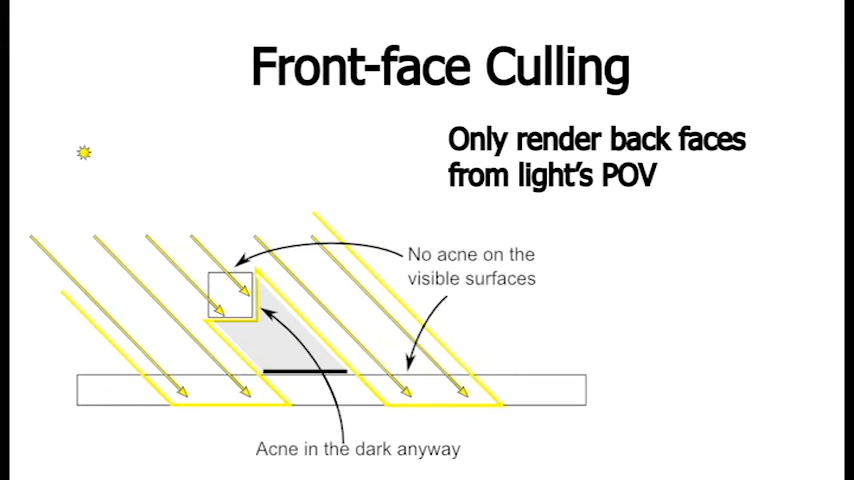 Front-face Culling
Only render back faces
from light's POV
No acne on the
visible surfaces
Acne in the dark anyway